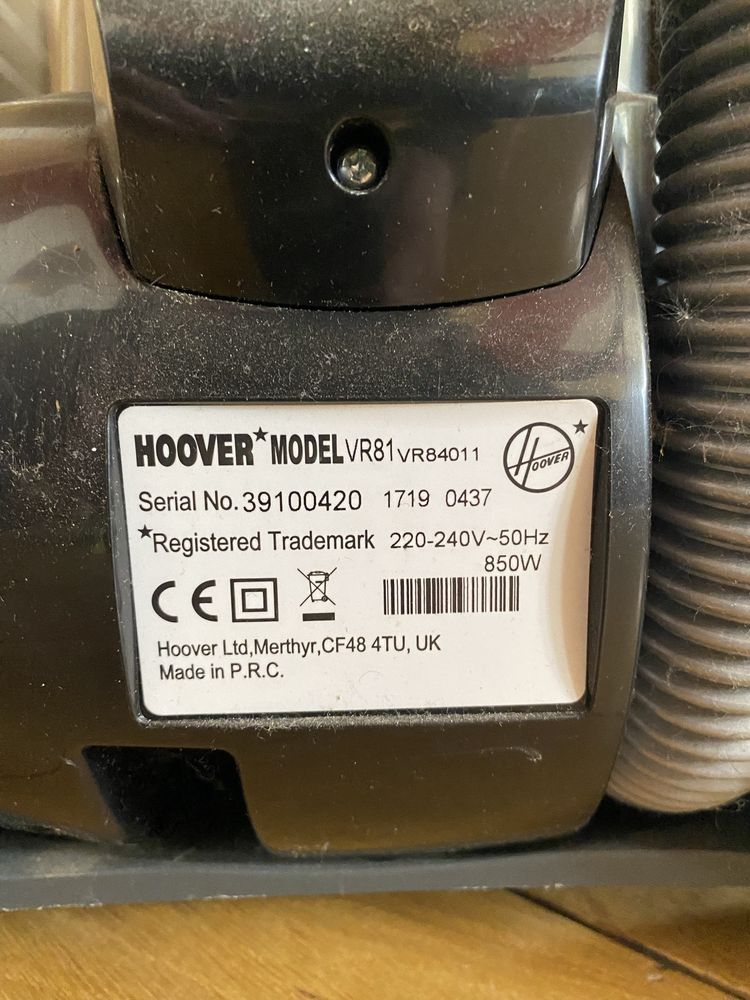 HOOVER★ MODEL VR81 VR84011
HOOVER ★
Serial No. 39100420 1719 0437
★Registered Trademark 220-240V~50Hz
850W
CE
Hoover Ltd,Merthyr,CF48 4TU, UK
Made in P.R.C.